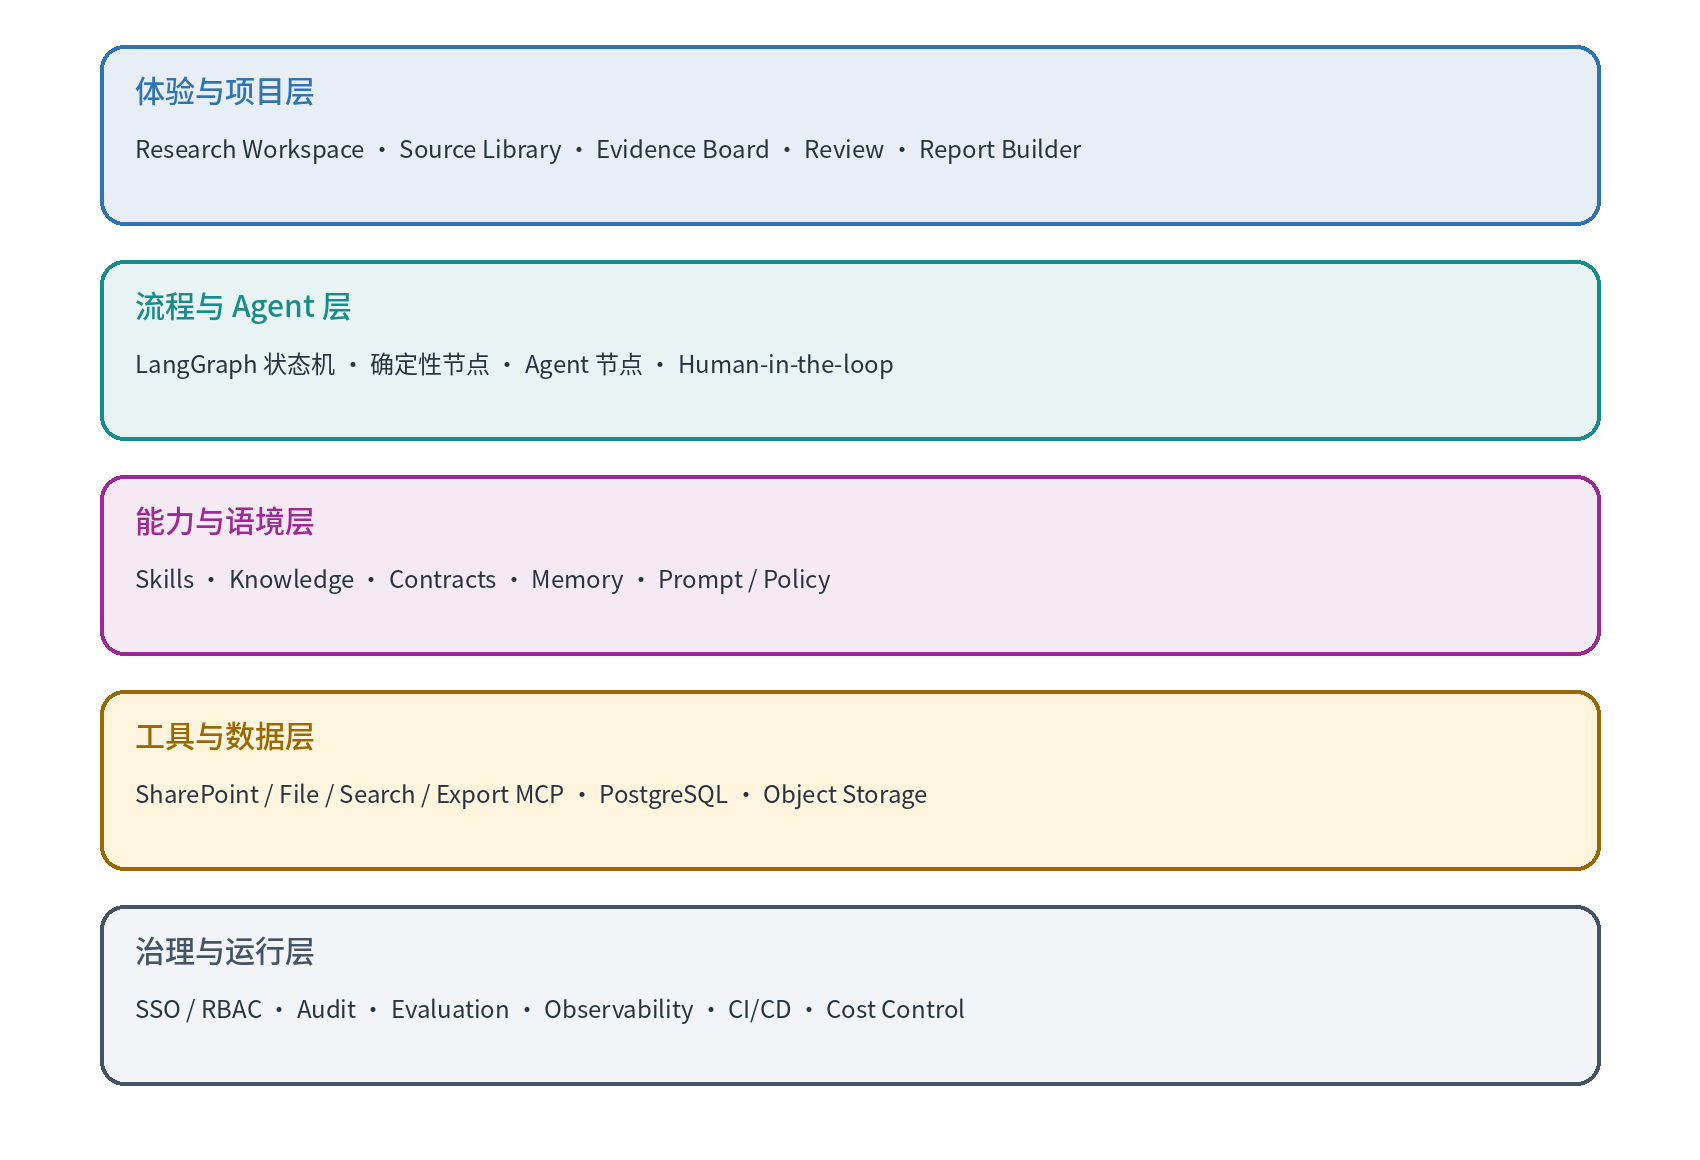 体验与项目层
Research Workspace • Source Library • Evidence Board • Review • Report Builder
流程与 Agent 层
LangGraph 状态机 • 确定性节点 • Agent 节点 • Human-in-the-loop
能力与语境层
Skills • Knowledge • Contracts • Memory • Prompt / Policy
工具与数据层
SharePoint / File / Search / Export MCP • PostgreSQL • Object Storage
治理与运行层
SSO / RBAC • Audit • Evaluation • Observability • CI/CD • Cost Control